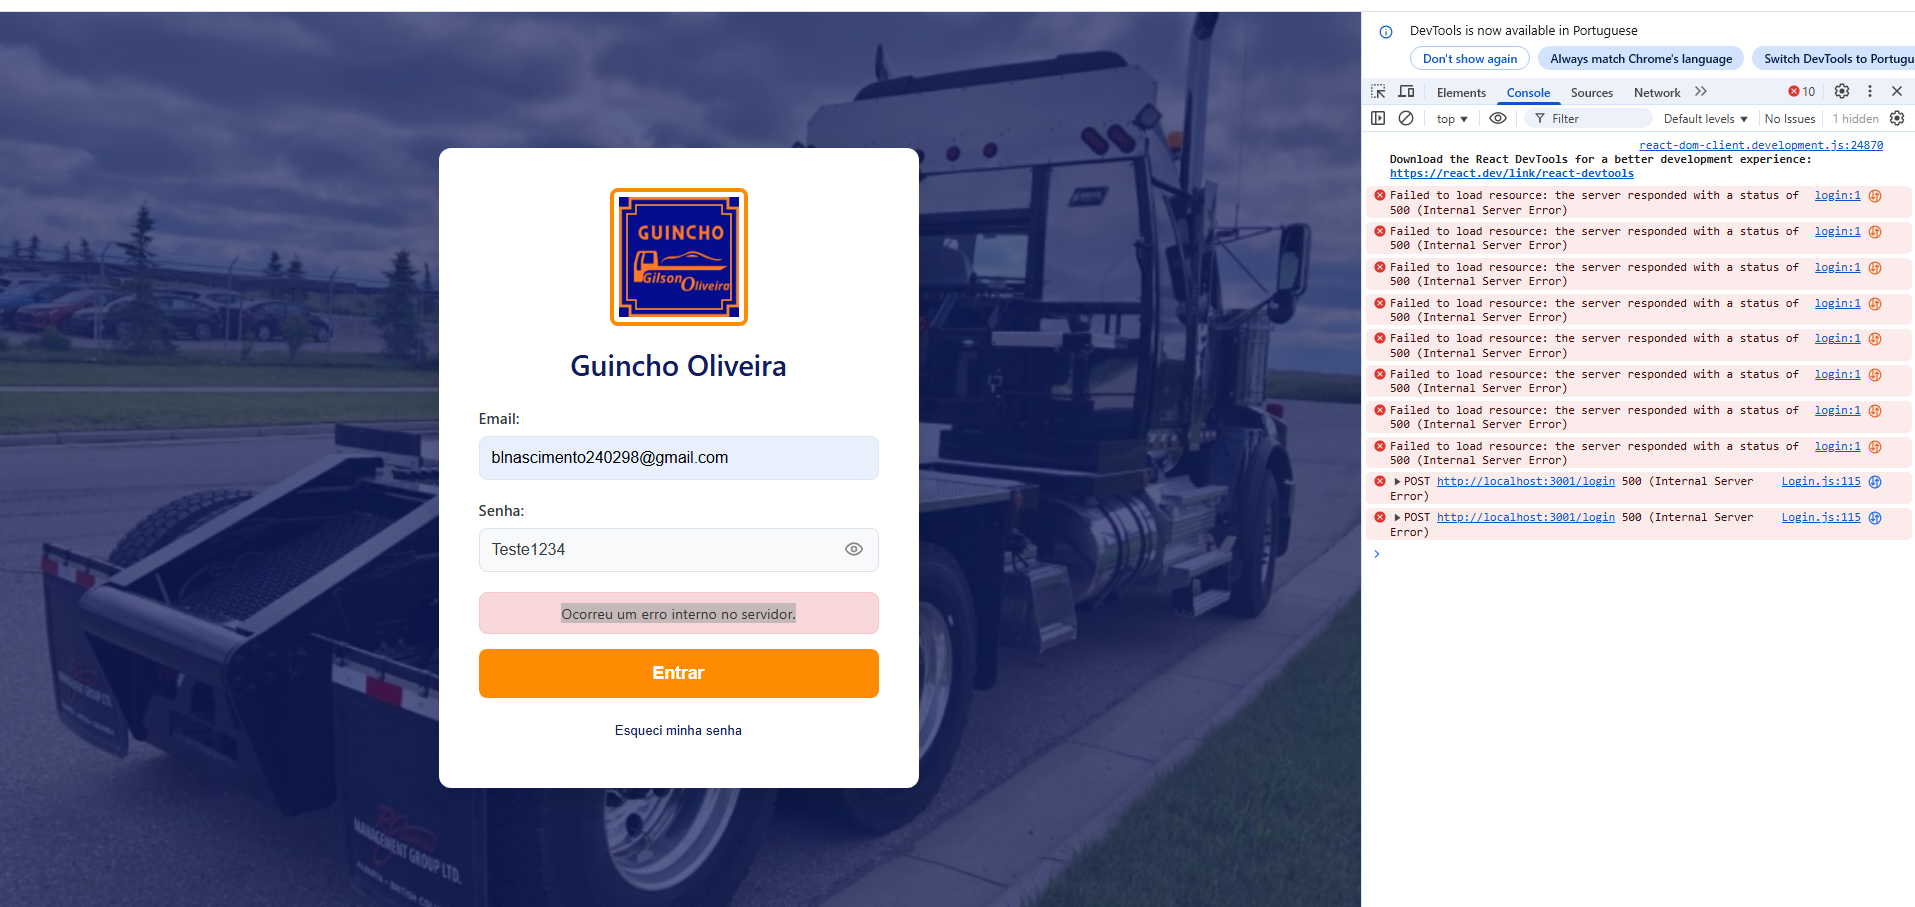 GUINCHO
Gilson
Oliveira
Guincho Oliveira
Email:
blnascimento240298@gmail.com
Senha:
Teste1234
Ocorreu um erro interno no servidor.
Entrar
Esqueci minha senha
MANAGEMENT GROUP LTD.
DevTools is now available in Portuguese
Don't show again
Always match Chrome's language
Switch DevTools to Portugu
Elements
Console
Sources
Network
10
top
Filter
Default levels
No Issues
1 hidden
react-dom-client.development.js:24870
Download the React DevTools for a better development experience:
https://react.dev/link/react-devtools
Failed to load resource: the server responded with a status of login:1
500 (Internal Server Error)
Failed to load resource: the server responded with a status of login:1
500 (Internal Server Error)
Failed to load resource: the server responded with a status of login:1
500 (Internal Server Error)
Failed to load resource: the server responded with a status of login:1
500 (Internal Server Error)
Failed to load resource: the server responded with a status of login:1
500 (Internal Server Error)
Failed to load resource: the server responded with a status of login:1
500 (Internal Server Error)
Failed to load resource: the server responded with a status of login:1
500 (Internal Server Error)
Failed to load resource: the server responded with a status of login:1
500 (Internal Server Error)
POST http://localhost:3001/login 500 (Internal Server Login.js:115
Error)
POST http://localhost:3001/login 500 (Internal Server Login.js:115
Error)